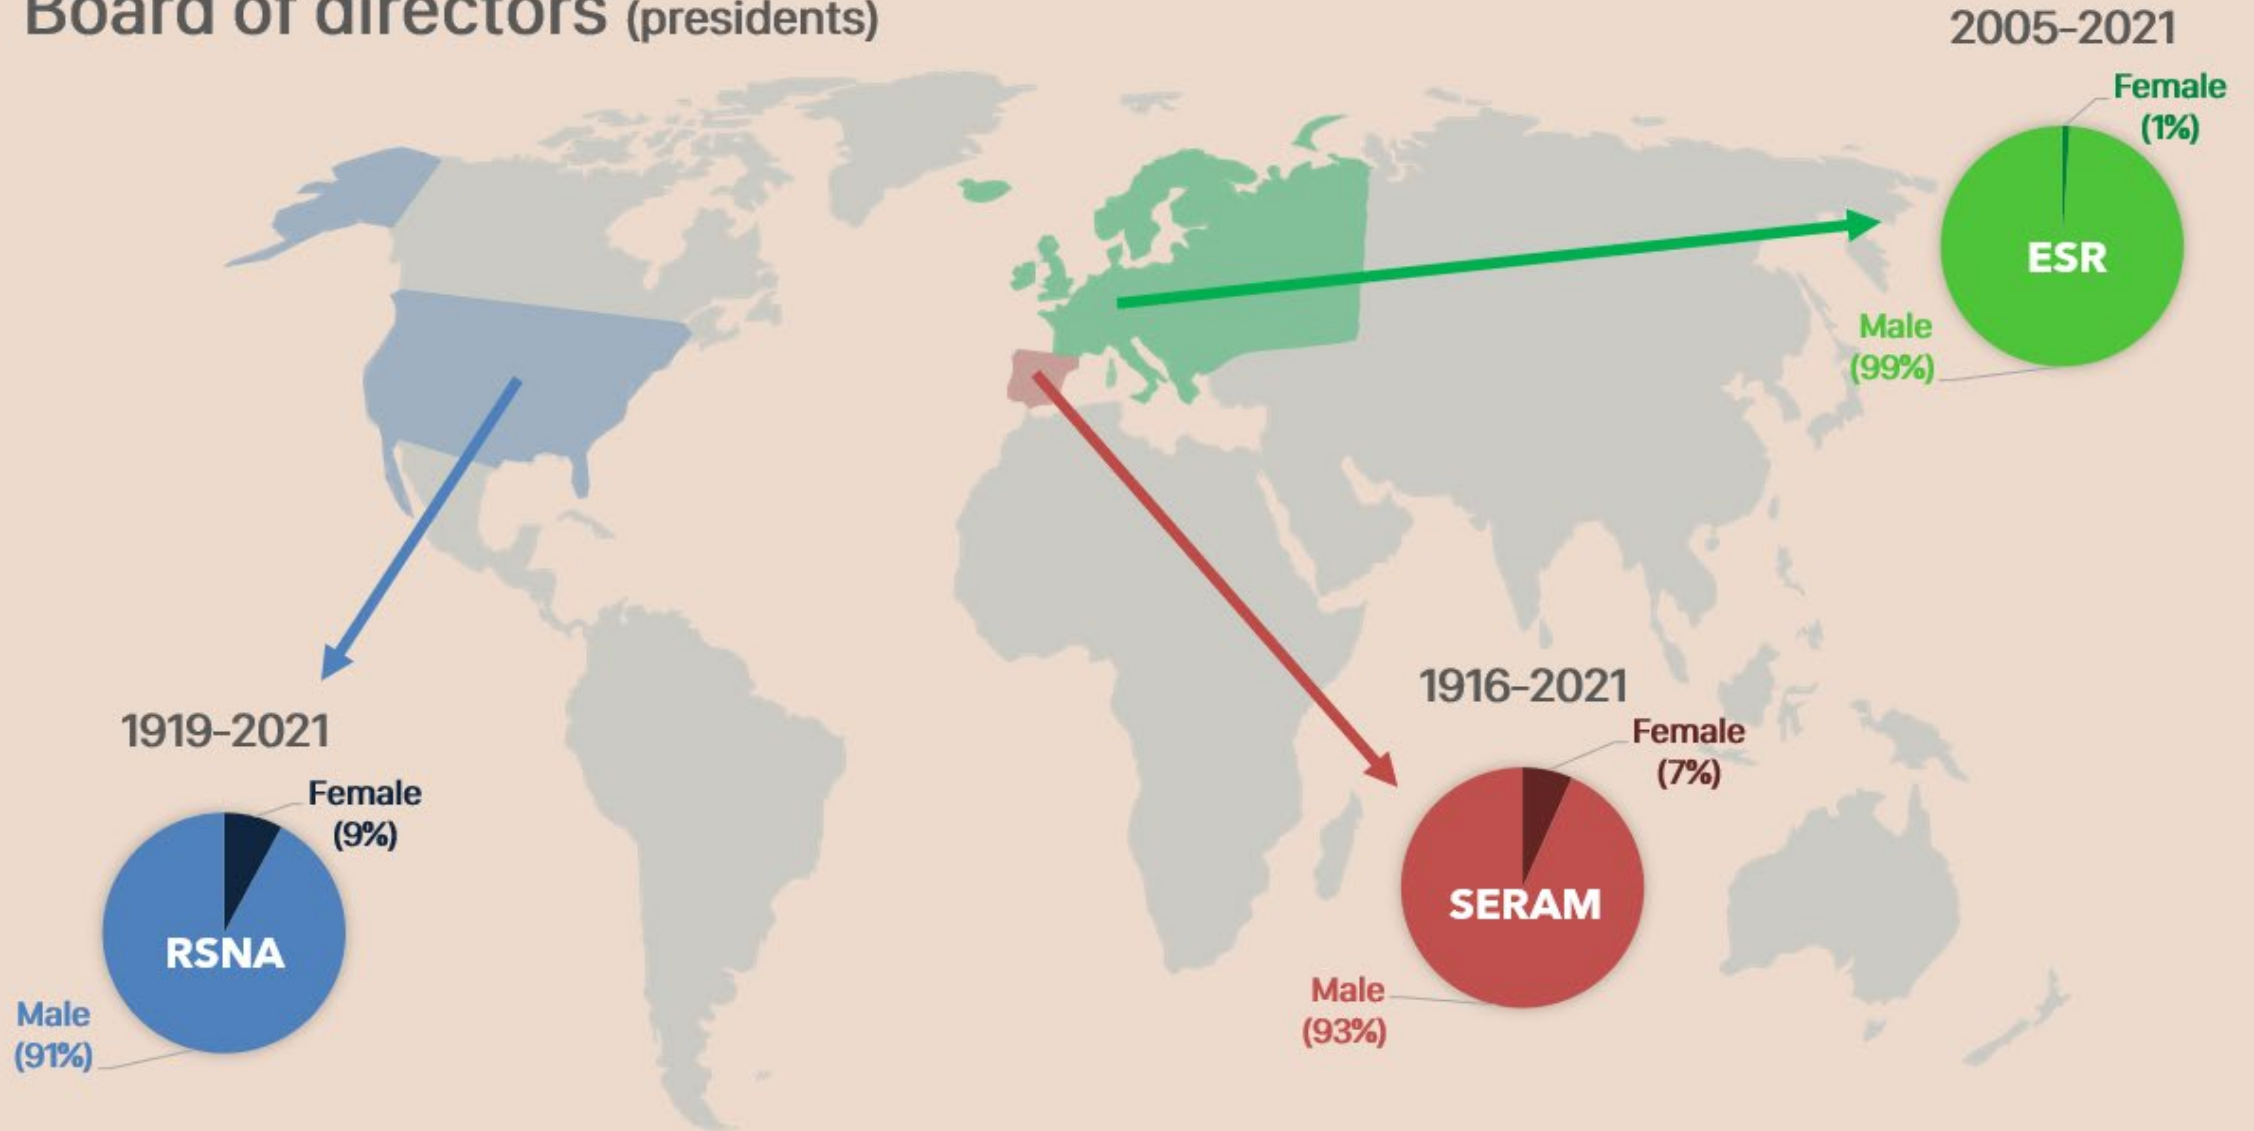 Board of directors (presidents)
2005–2021
Female
(1%)
ESR
Male
(99%)
1919–2021
Female
(9%)
RSNA
Male
(91%)
1916–2021
Female
(7%)
SERAM
Male
(93%)